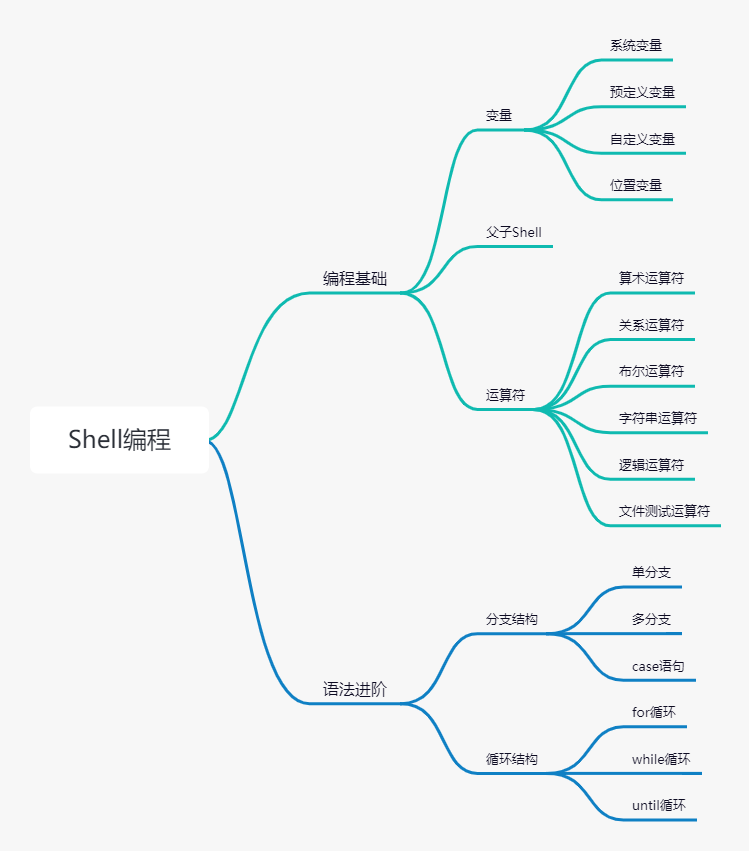 Shell编程
编程基础
变量
系统变量
预定义变量
自定义变量
位置变量
父子Shell
运算符
算术运算符
关系运算符
布尔运算符
字符串运算符
逻辑运算符
文件测试运算符
语法进阶
分支结构
单分支
多分支
case语句
循环结构
for循环
while循环
until循环